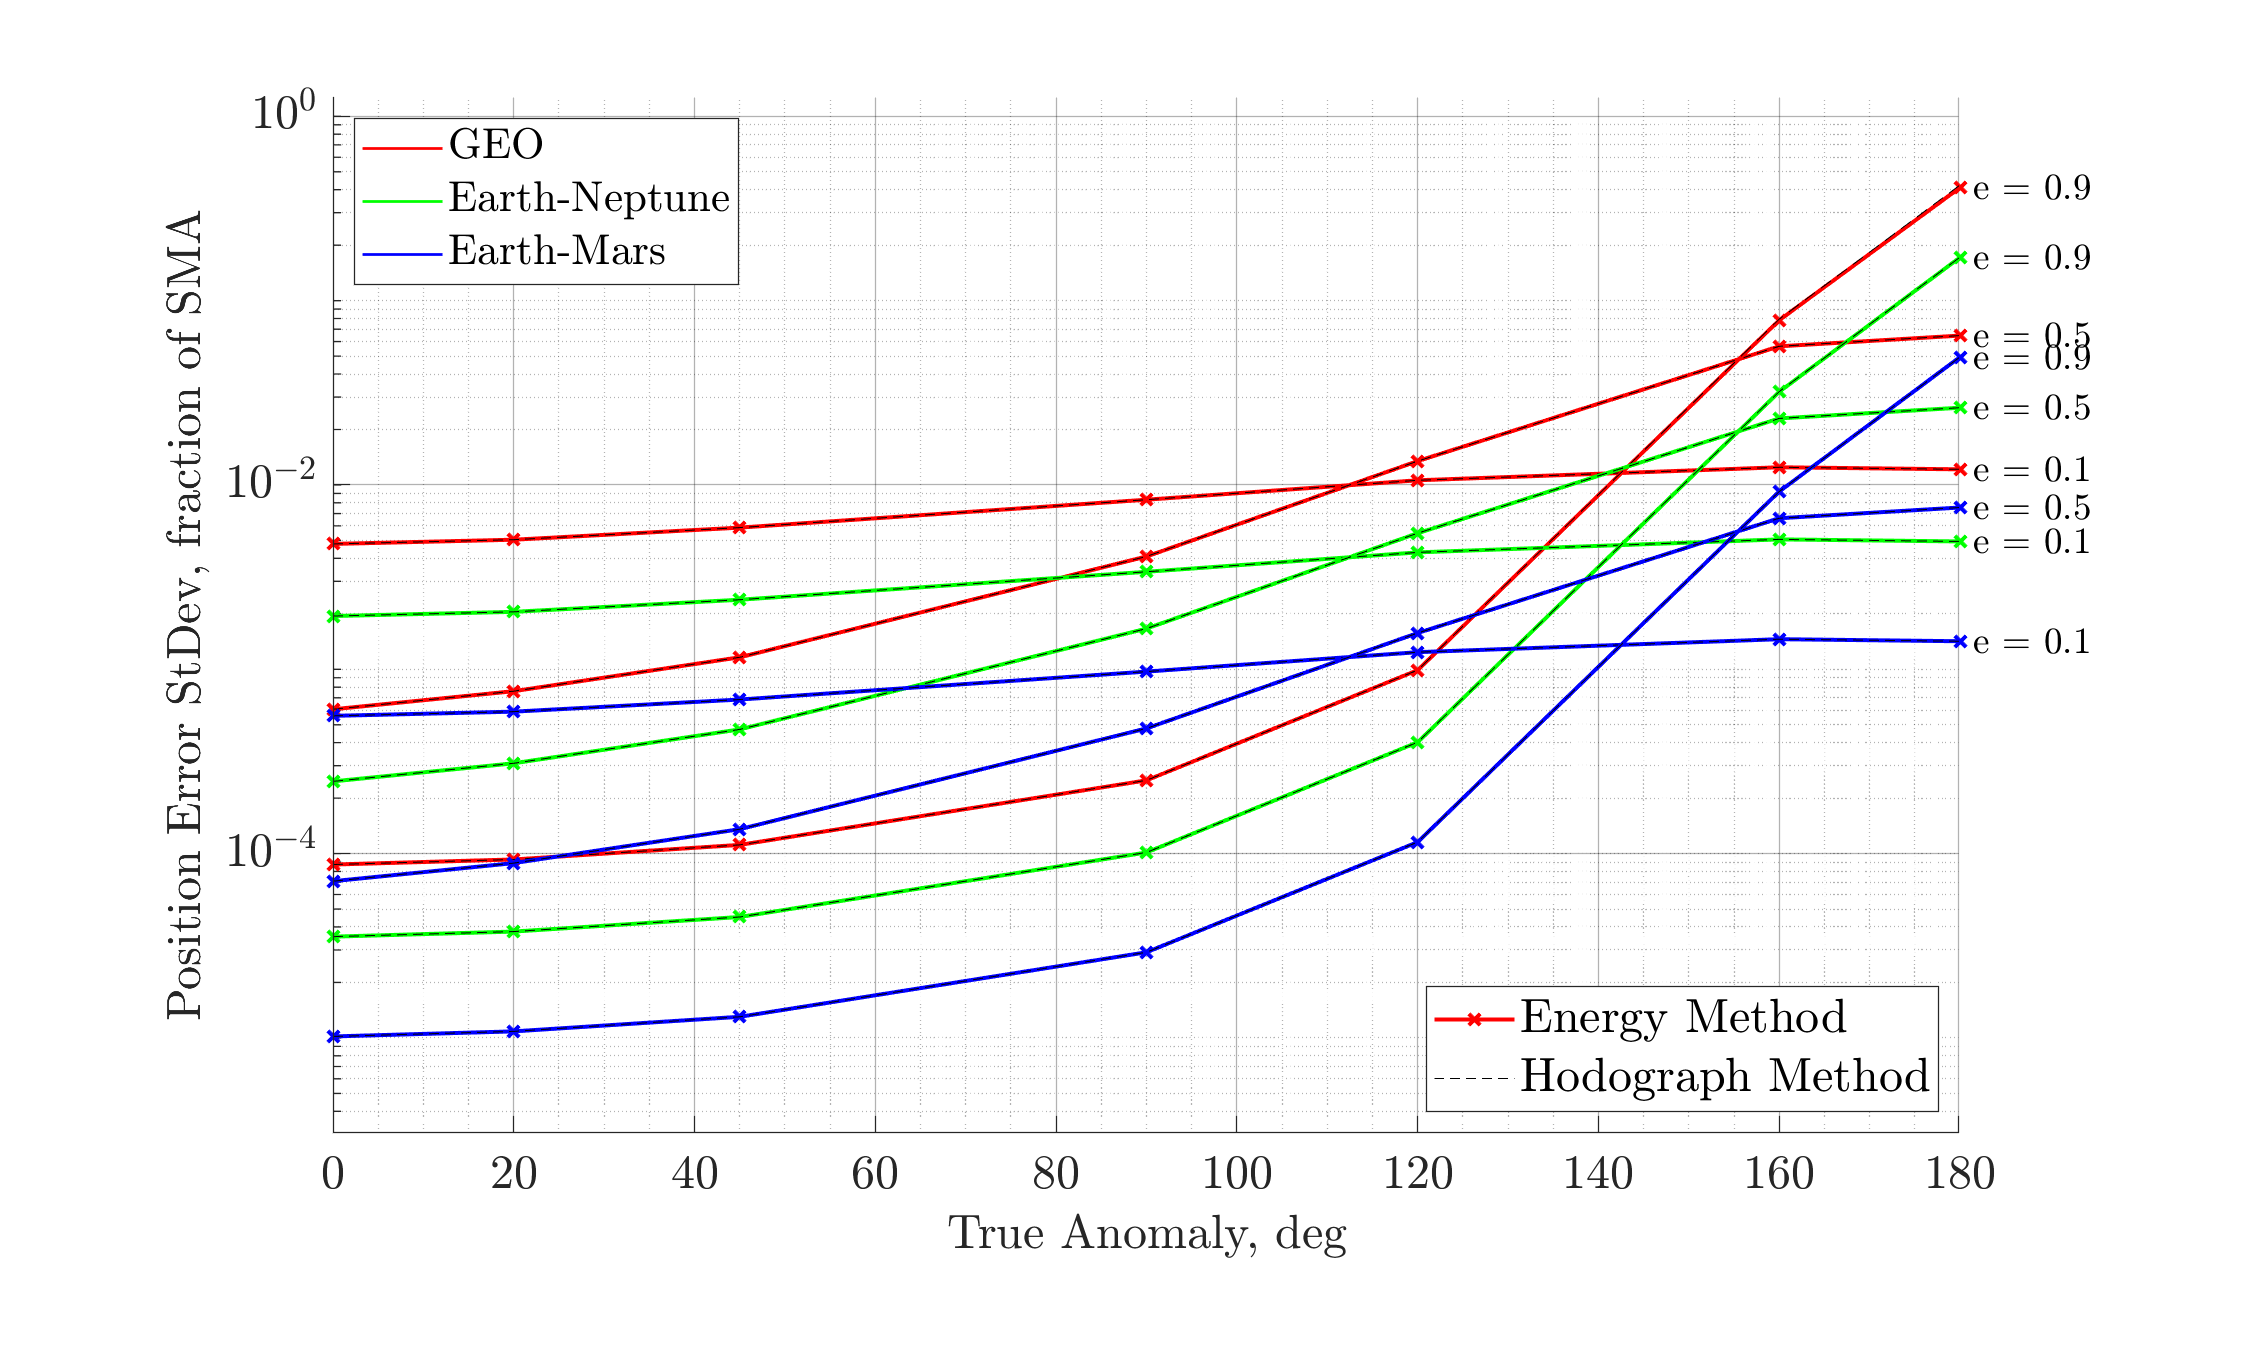 10^0
10^-2
10^-4
Position Error StDev, fraction of SMA
GEO
Earth-Neptune
Earth-Mars
e = 0.9
e = 0.9
e = 0.5
e = 0.9
e = 0.5
e = 0.1
e = 0.5
e = 0.1
e = 0.1
Energy Method
Hodograph Method
0 20 40 60 80 100 120 140 160 180
True Anomaly, deg